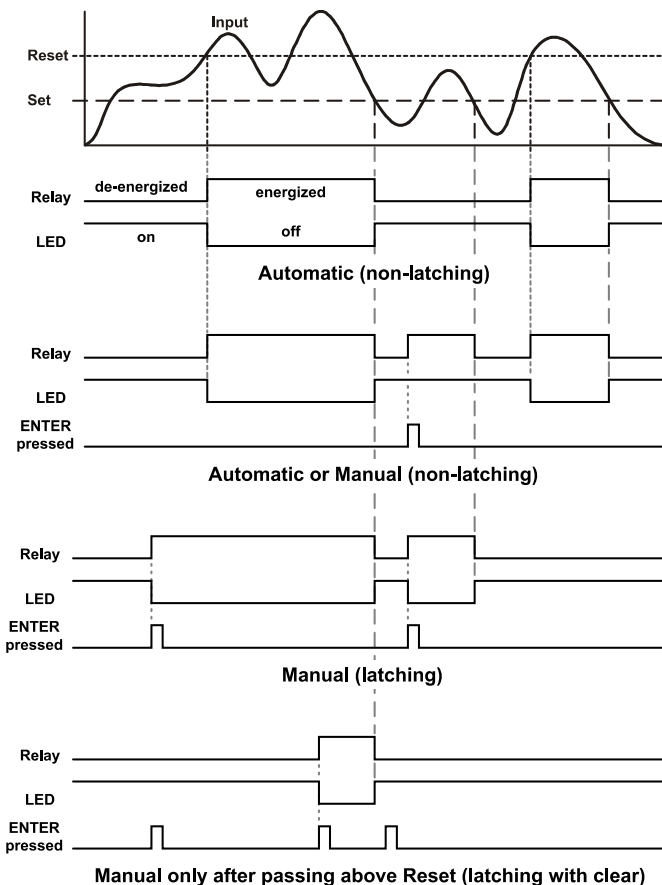 Input
Reset
Set
de-energized
energized
Relay
LED
on
off
Automatic (non-latching)
Relay
LED
ENTER
pressed
Automatic or Manual (non-latching)
Relay
LED
ENTER
pressed
Manual (latching)
Relay
LED
ENTER
pressed
Manual only after passing above Reset (latching with clear)